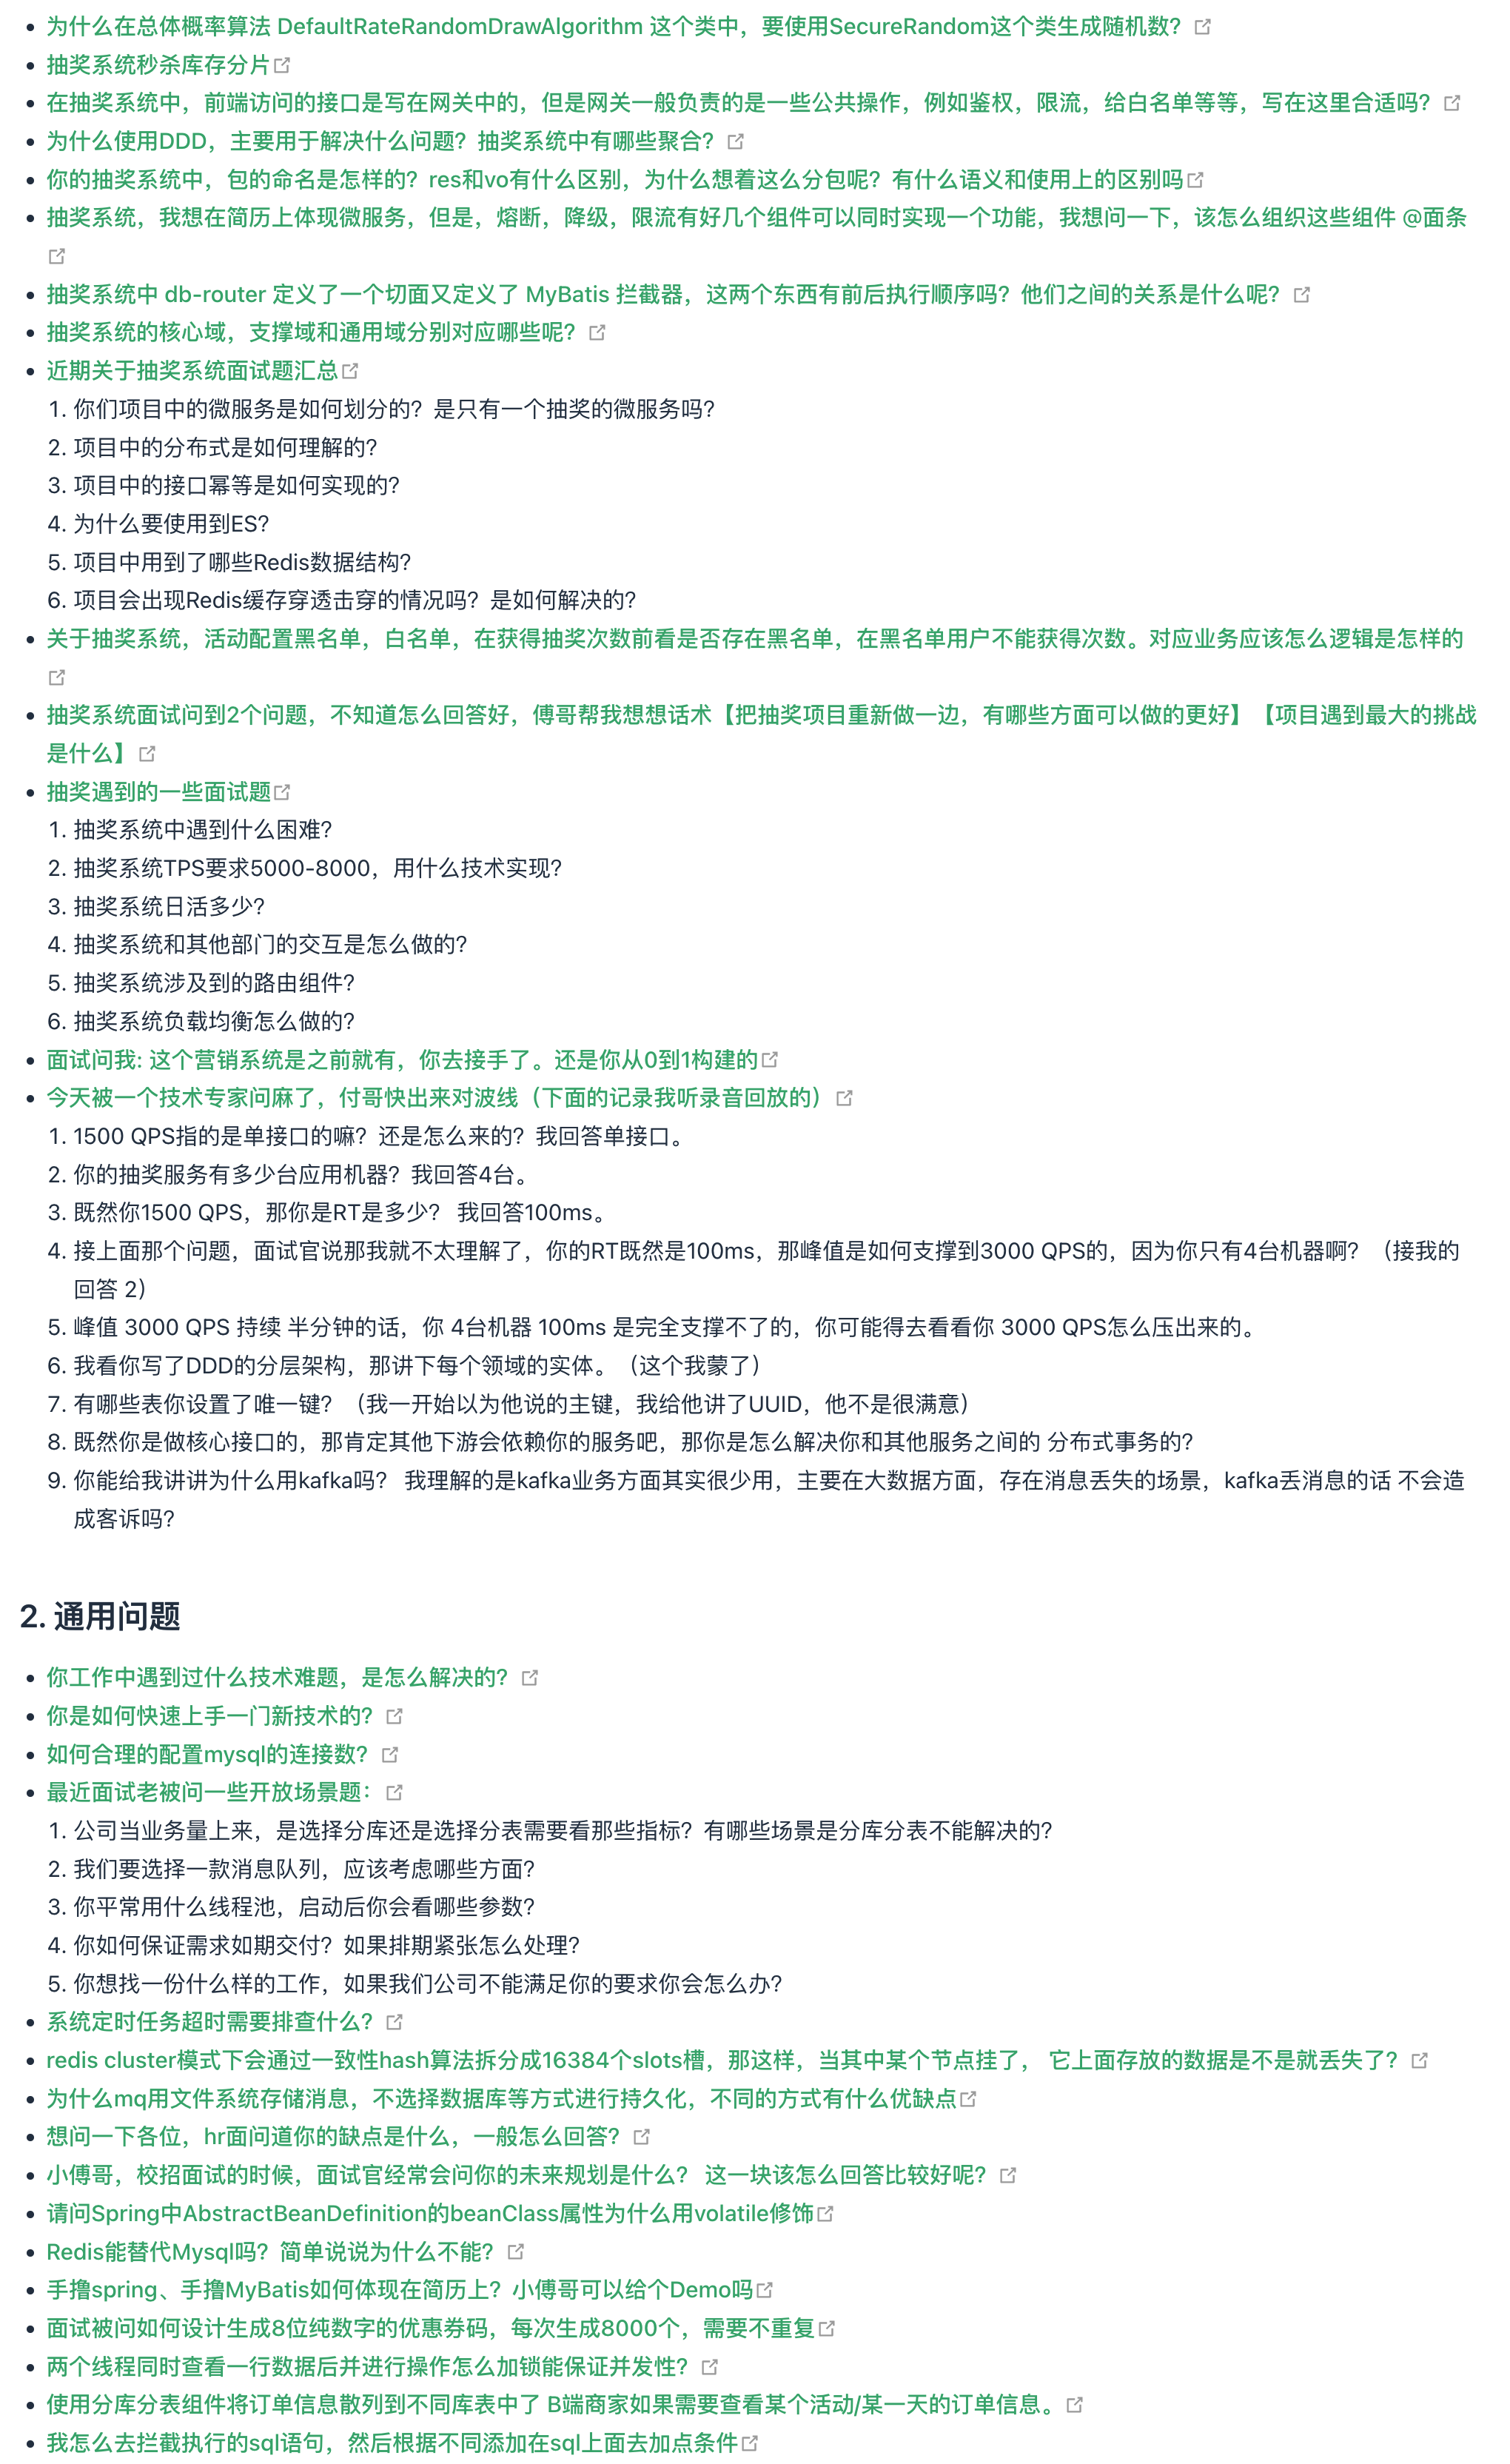 为什么在总体概率算法 DefaultRateRandomDrawAlgorithm 这个类中，要使用SecureRandom这个类生成随机数？
抽奖系统秒杀库存分片
在抽奖系统中，前端访问的接口是写在网关中的，但是网关一般负责的是一些公共操作，例如鉴权，限流，给白名单等等，写在这里合适吗？
为什么使用DDD，主要用于解决什么问题？抽奖系统中有哪些聚合？
你的抽奖系统中，包的命名是怎样的？res和vo有什么区别，为什么想着这么分包呢？有什么语义和使用上的区别吗
抽奖系统，我想在简历上体现微服务，但是，熔断，降级，限流有好几个组件可以同时实现一个功能，我想问一下，该怎么组织这些组件 @面条
抽奖系统中 db-router 定义了一个切面又定义了 MyBatis 拦截器，这两个东西有前后执行顺序吗？他们之间的关系是什么呢？
抽奖系统的核心域，支撑域和通用域分别对应哪些呢？
近期关于抽奖系统面试题汇总
1. 你们项目中的微服务是如何划分的？是只有一个抽奖的微服务吗？
2. 项目中的分布式是如何理解的？
3. 项目中的接口幂等是如何实现的？
4. 为什么要使用到ES？
5. 项目中用到了哪些Redis数据结构？
6. 项目会出现Redis缓存穿透击穿的情况吗？是如何解决的？
关于抽奖系统，活动配置黑名单，白名单，在获得抽奖次数前看是否存在黑名单，在黑名单用户不能获得次数。对应业务应该怎么逻辑是怎样的
抽奖系统面试问到2个问题，不知道怎么回答好，傅哥帮我想想话术【把抽奖项目重新做一边，有哪些方面可以做的更好】【项目遇到最大的挑战
是什么】
抽奖遇到的一些面试题
1. 抽奖系统中遇到什么困难？
2. 抽奖系统TPS要求5000-8000，用什么技术实现？
3. 抽奖系统日活多少？
4. 抽奖系统和其他部门的交互是怎么做的？
5. 抽奖系统涉及到的路由组件？
6. 抽奖系统负载均衡怎么做的？
面试问我: 这个营销系统是之前就有，你去接手了。还是你从0到1构建的
今天被一个技术专家问麻了，付哥快出来对波线（下面的记录我听录音回放的）
1. 1500 QPS指的是单接口的嘛？还是怎么来的？我回答单接口。
2. 你的抽奖服务有多少台应用机器？我回答4台。
3. 既然你1500 QPS，那你是RT是多少？ 我回答100ms。
4. 接上面那个问题，面试官说那我就不太理解了，你的RT既然是100ms，那峰值是如何支撑到3000 QPS的，因为你只有4台机器啊？（接我的
回答 2）
5. 峰值 3000 QPS 持续 半分钟的话，你 4台机器 100ms 是完全支撑不了的，你可能得去看看你 3000 QPS怎么压出来的。
6. 我看你写了DDD的分层架构，那讲下每个领域的实体。（这个我蒙了）
7. 有哪些表你设置了唯一键？（我一开始以为他说的主键，我给他讲了UUID，他不是很满意）
8. 既然你是做核心接口的，那肯定其他下游会依赖你的服务吧，那你是怎么解决你和其他服务之间的 分布式事务的？
9. 你能给我讲讲为什么用kafka吗？ 我理解的是kafka业务方面其实很少用，主要在大数据方面，存在消息丢失的场景，kafka丢消息的话 不会造
成客诉吗？
2. 通用问题
你工作中遇到过什么技术难题，是怎么解决的？
你是如何快速上手一门新技术的？
如何合理的配置mysql的连接数？
最近面试老被问一些开放场景题：
1. 公司当业务量上来，是选择分库还是选择分表需要看那些指标？有哪些场景是分库分表不能解决的？
2. 我们要选择一款消息队列，应该考虑哪些方面？
3. 你平常用什么线程池，启动后你会看哪些参数？
4. 你如何保证需求如期交付？如果排期紧张怎么处理？
5. 你想找一份什么样的工作，如果我们公司不能满足你的要求你会怎么办？
系统定时任务超时需要排查什么？
redis cluster模式下会通过一致性hash算法拆分成16384个slots槽，那这样，当其中某个节点挂了， 它上面存放的数据是不是就丢失了？
为什么mq用文件系统存储消息，不选择数据库等方式进行持久化，不同的方式有什么优缺点
想问一下各位，hr面问道你的缺点是什么，一般怎么回答？
小傅哥，校招面试的时候，面试官经常会问你的未来规划是什么？ 这一块该怎么回答比较好呢？
请问Spring中AbstractBeanDefinition的beanClass属性为什么用volatile修饰
Redis能替代Mysql吗？简单说说为什么不能？
手撸spring、手撸MyBatis如何体现在简历上？小傅哥可以给个Demo吗
面试被问如何设计生成8位纯数字的优惠券码，每次生成8000个，需要不重复
两个线程同时查看一行数据后并进行操作怎么加锁能保证并发性？
使用分库分表组件将订单信息散列到不同库表中了 B端商家如果需要查看某个活动/某一天的订单信息。
我怎么去拦截执行的sql语句，然后根据不同添加在sql上面去加点条件